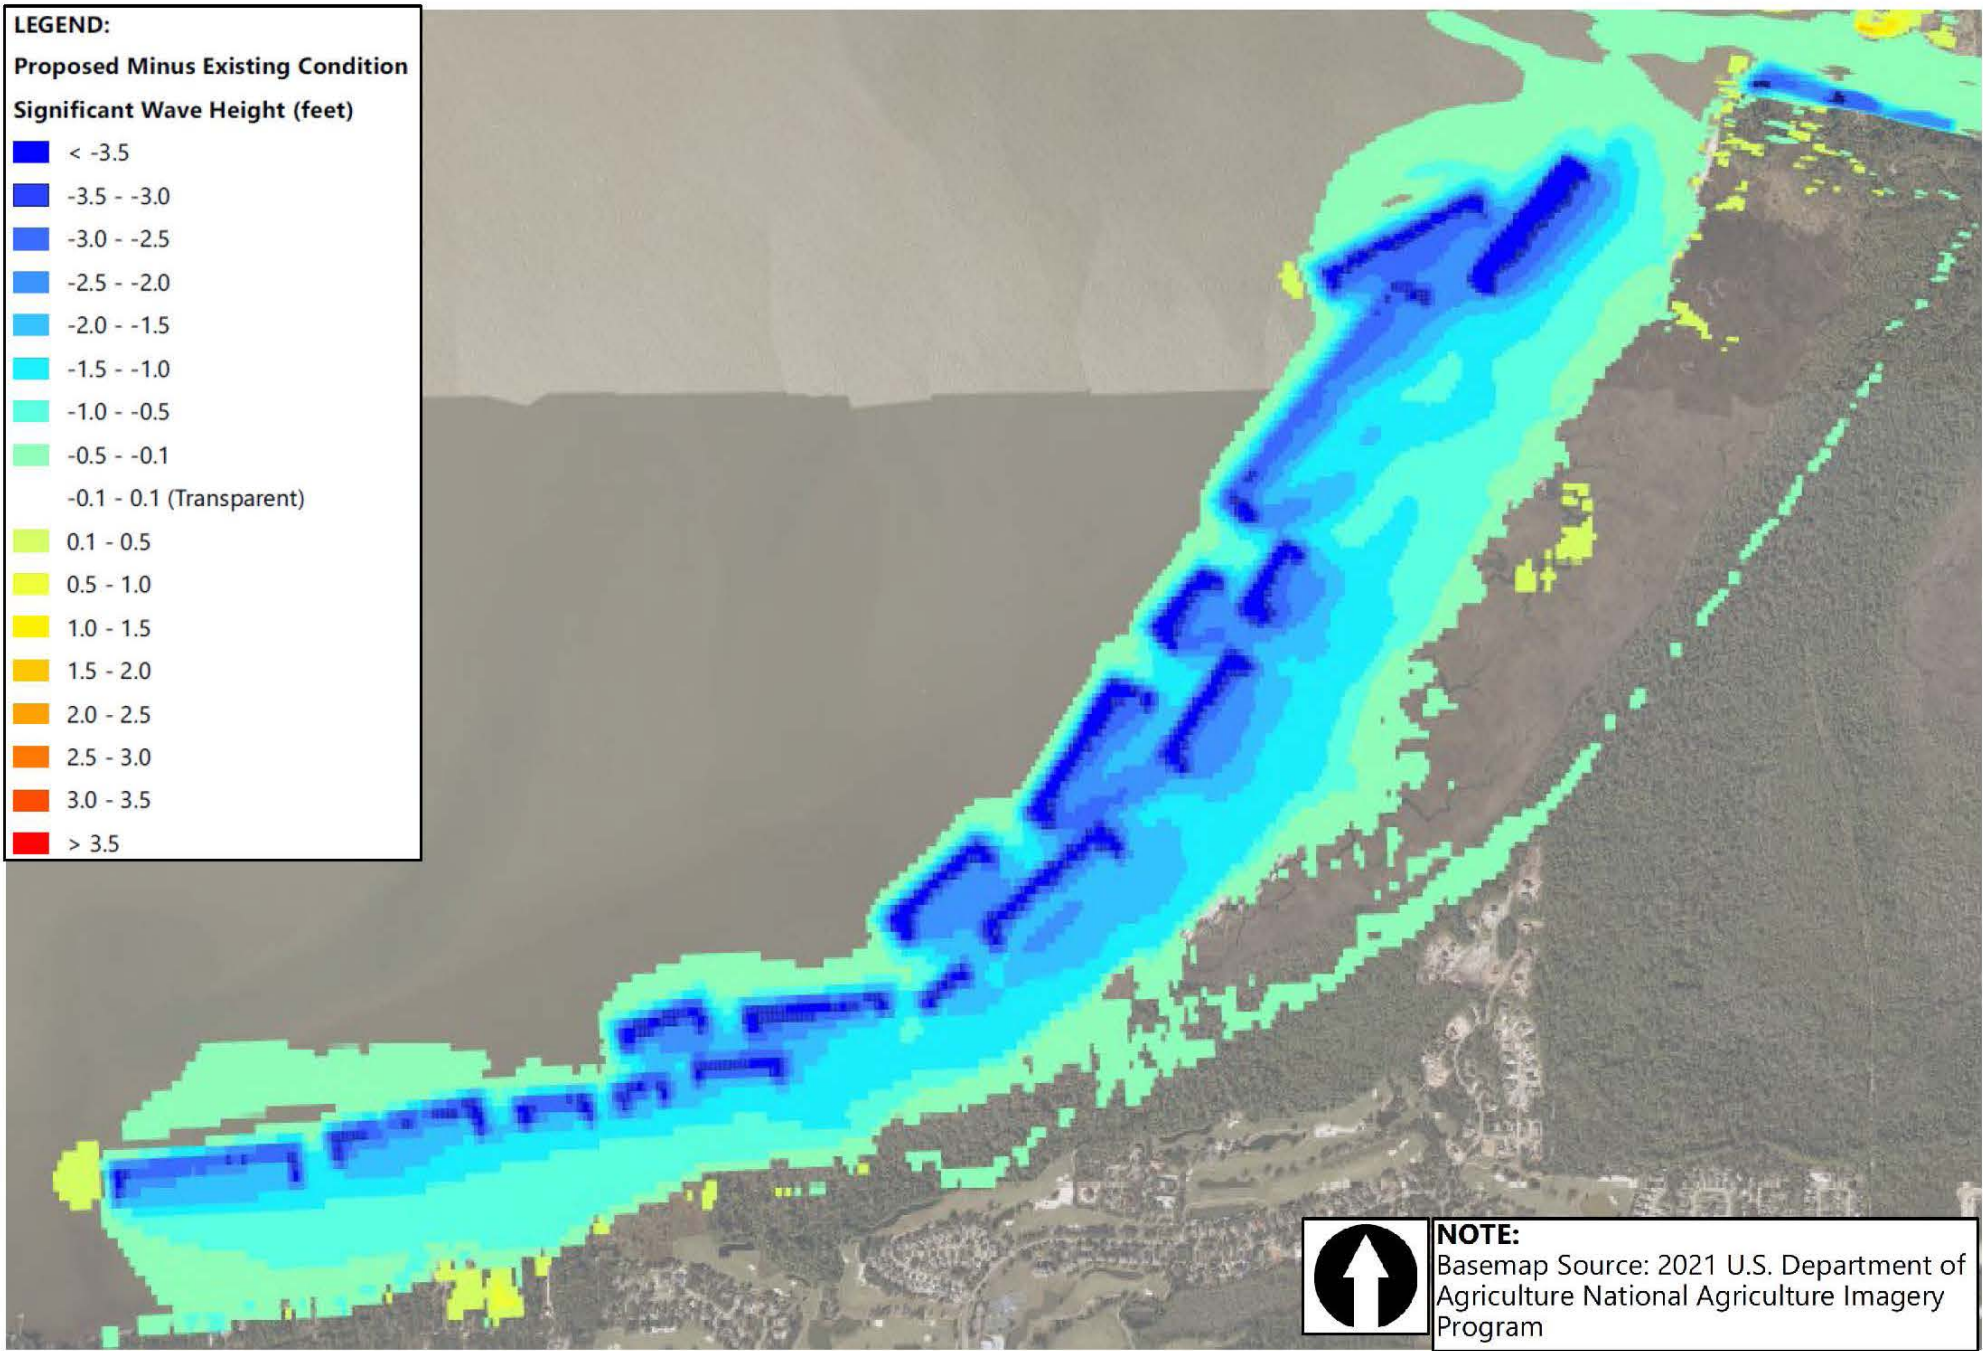 LEGEND:
Proposed Minus Existing Condition
Significant Wave Height (feet)
< -3.5
-3.5 - -3.0
-3.0 - -2.5
-2.5 - -2.0
-2.0 - -1.5
-1.5 - -1.0
-1.0 - -0.5
-0.5 - -0.1
-0.1 - 0.1 (Transparent)
0.1 - 0.5
0.5 - 1.0
1.0 - 1.5
1.5 - 2.0
2.0 - 2.5
2.5 - 3.0
3.0 - 3.5
> 3.5
NOTE:
Basemap Source: 2021 U.S. Department of
Agriculture National Agriculture Imagery
Program